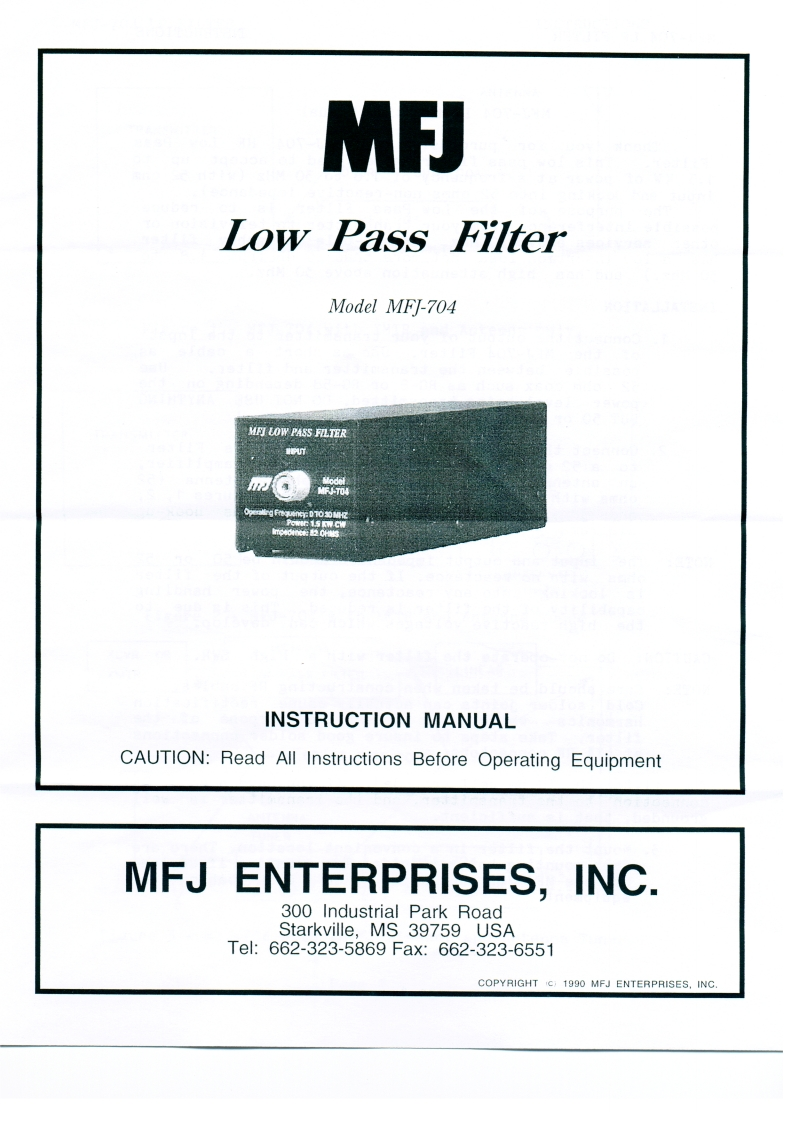 MFJ
Low Pass Filter
Model MFJ-704
MFJ LOW PASS FILTER
INPUT
MFJ
Model
MFJ-704
Operating Frequency: 0 TO 30 MHZ
Power: 1.5 KW CW
Impedence: 52 OHMS
INSTRUCTION MANUAL
CAUTION: Read All Instructions Before Operating Equipment
MFJ ENTERPRISES, INC.
300 Industrial Park Road
Starkville, MS 39759 USA
Tel: 662-323-5869 Fax: 662-323-6551
COPYRIGHT (C) 1990 MFJ ENTERPRISES, INC.